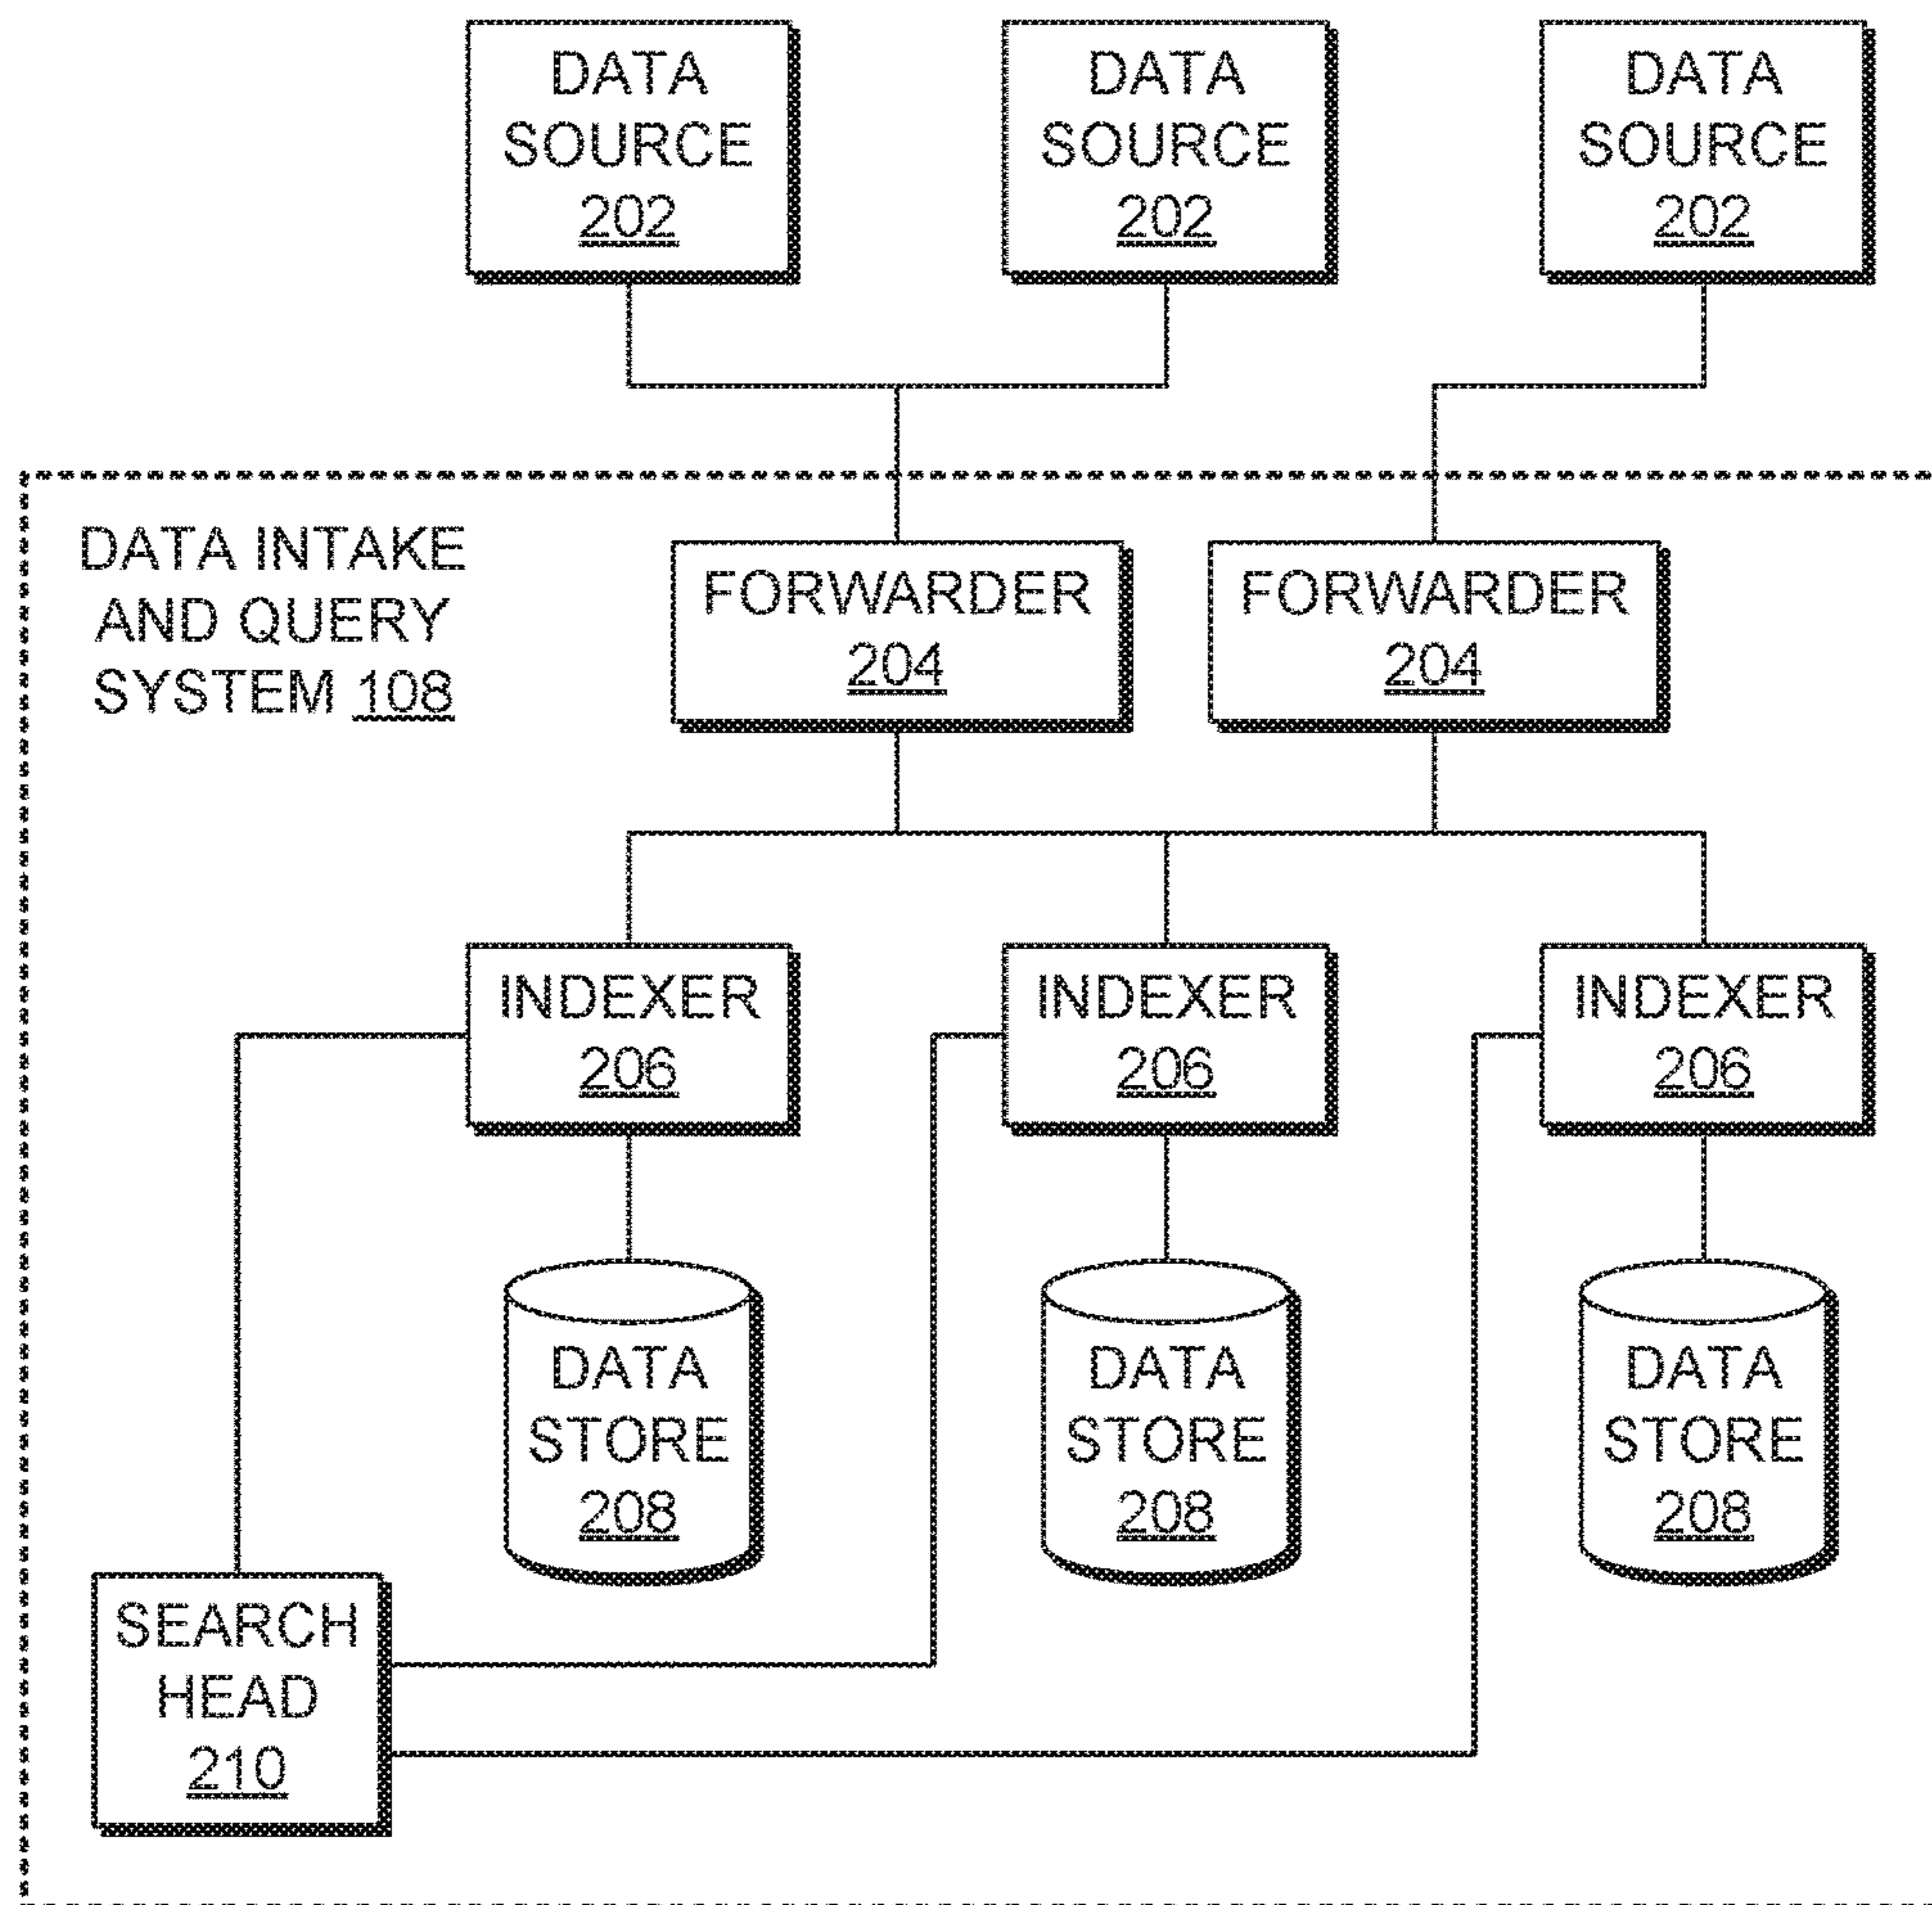 DATA
SOURCE
202
DATA
SOURCE
202
DATA
SOURCE
202
DATA INTAKE
AND QUERY
SYSTEM 108
FORWARDER
204
FORWARDER
204
INDEXER
206
INDEXER
206
INDEXER
206
DATA
STORE
208
DATA
STORE
208
DATA
STORE
208
SEARCH
HEAD
210